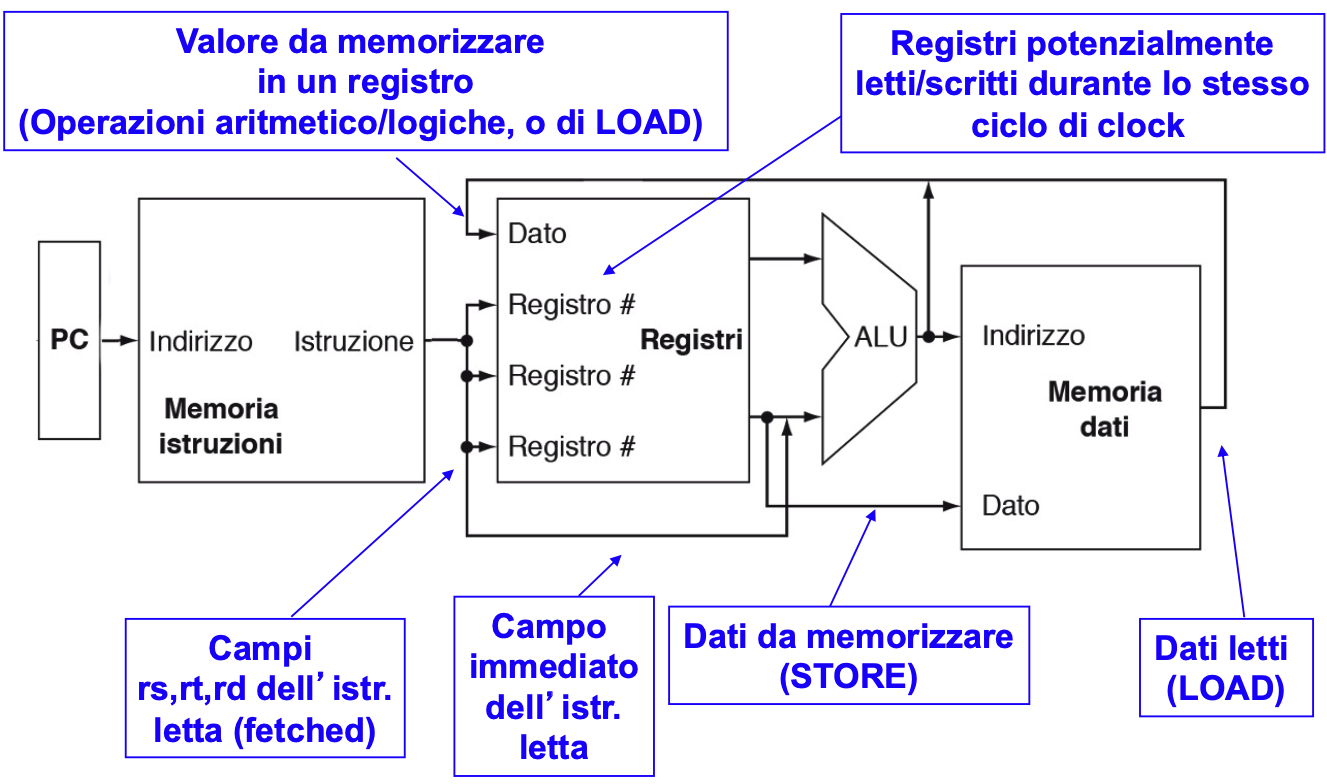 Valore da memorizzare
in un registro
(Operazioni aritmetico/logiche, o di LOAD)
Registri potenzialmente
letti/scritti durante lo stesso
ciclo di clock
PC
Indirizzo
Istruzione
Memoria
istruzioni
Dato
Registro #
Registro #
Registro #
Registri
ALU
Indirizzo
Memoria
dati
Dato
Campi
rs,rt,rd dell’istr.
letta (fetched)
Campo
immediato
dell’istr.
letta
Dati da memorizzare
(STORE)
Dati letti
(LOAD)